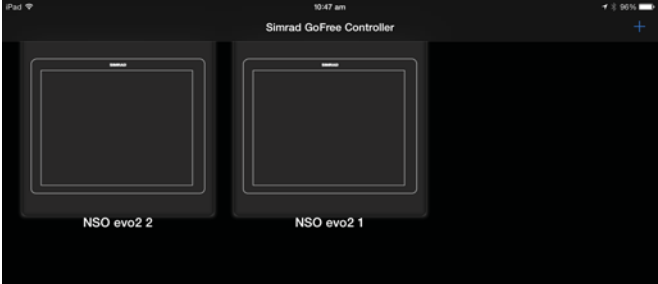 iPad 10:47 am 96%
Simrad GoFree Controller +
SIMRAD SIMRAD
NSO evo2 2 NSO evo2 1